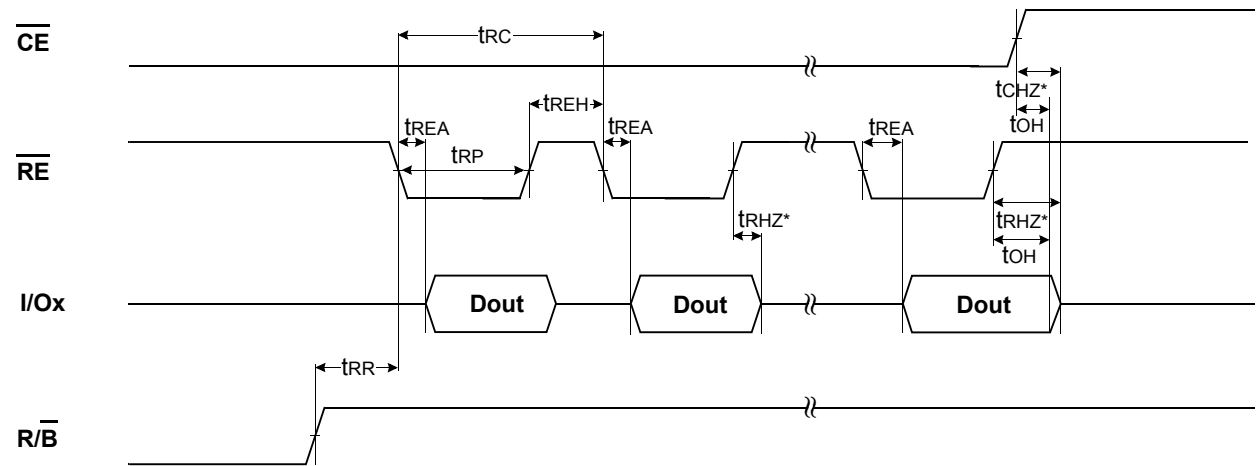 CE
tRC
tCHZ*
tREH
tOH
tREA
tREA
tREA
RE
tRP
tRHZ*
tRHZ*
tOH
I/Ox
Dout
Dout
Dout
tRR
R/B